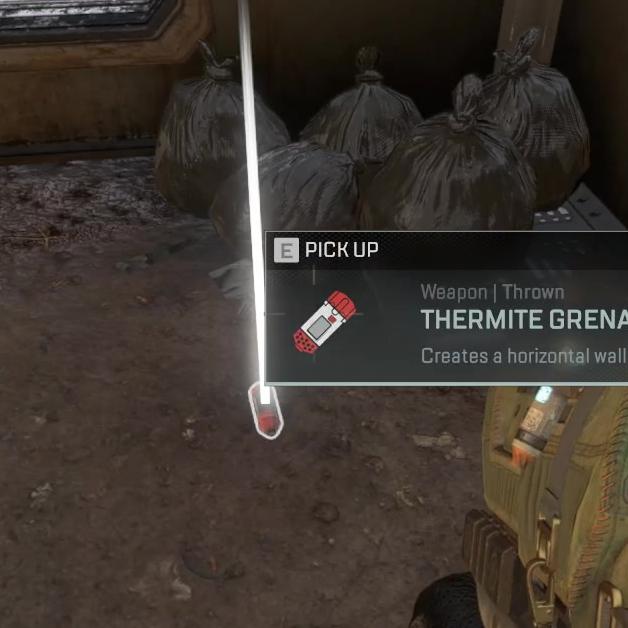 E PICK UP
Weapon | Thrown
THERMITE GRENA
Creates a horizontal wall